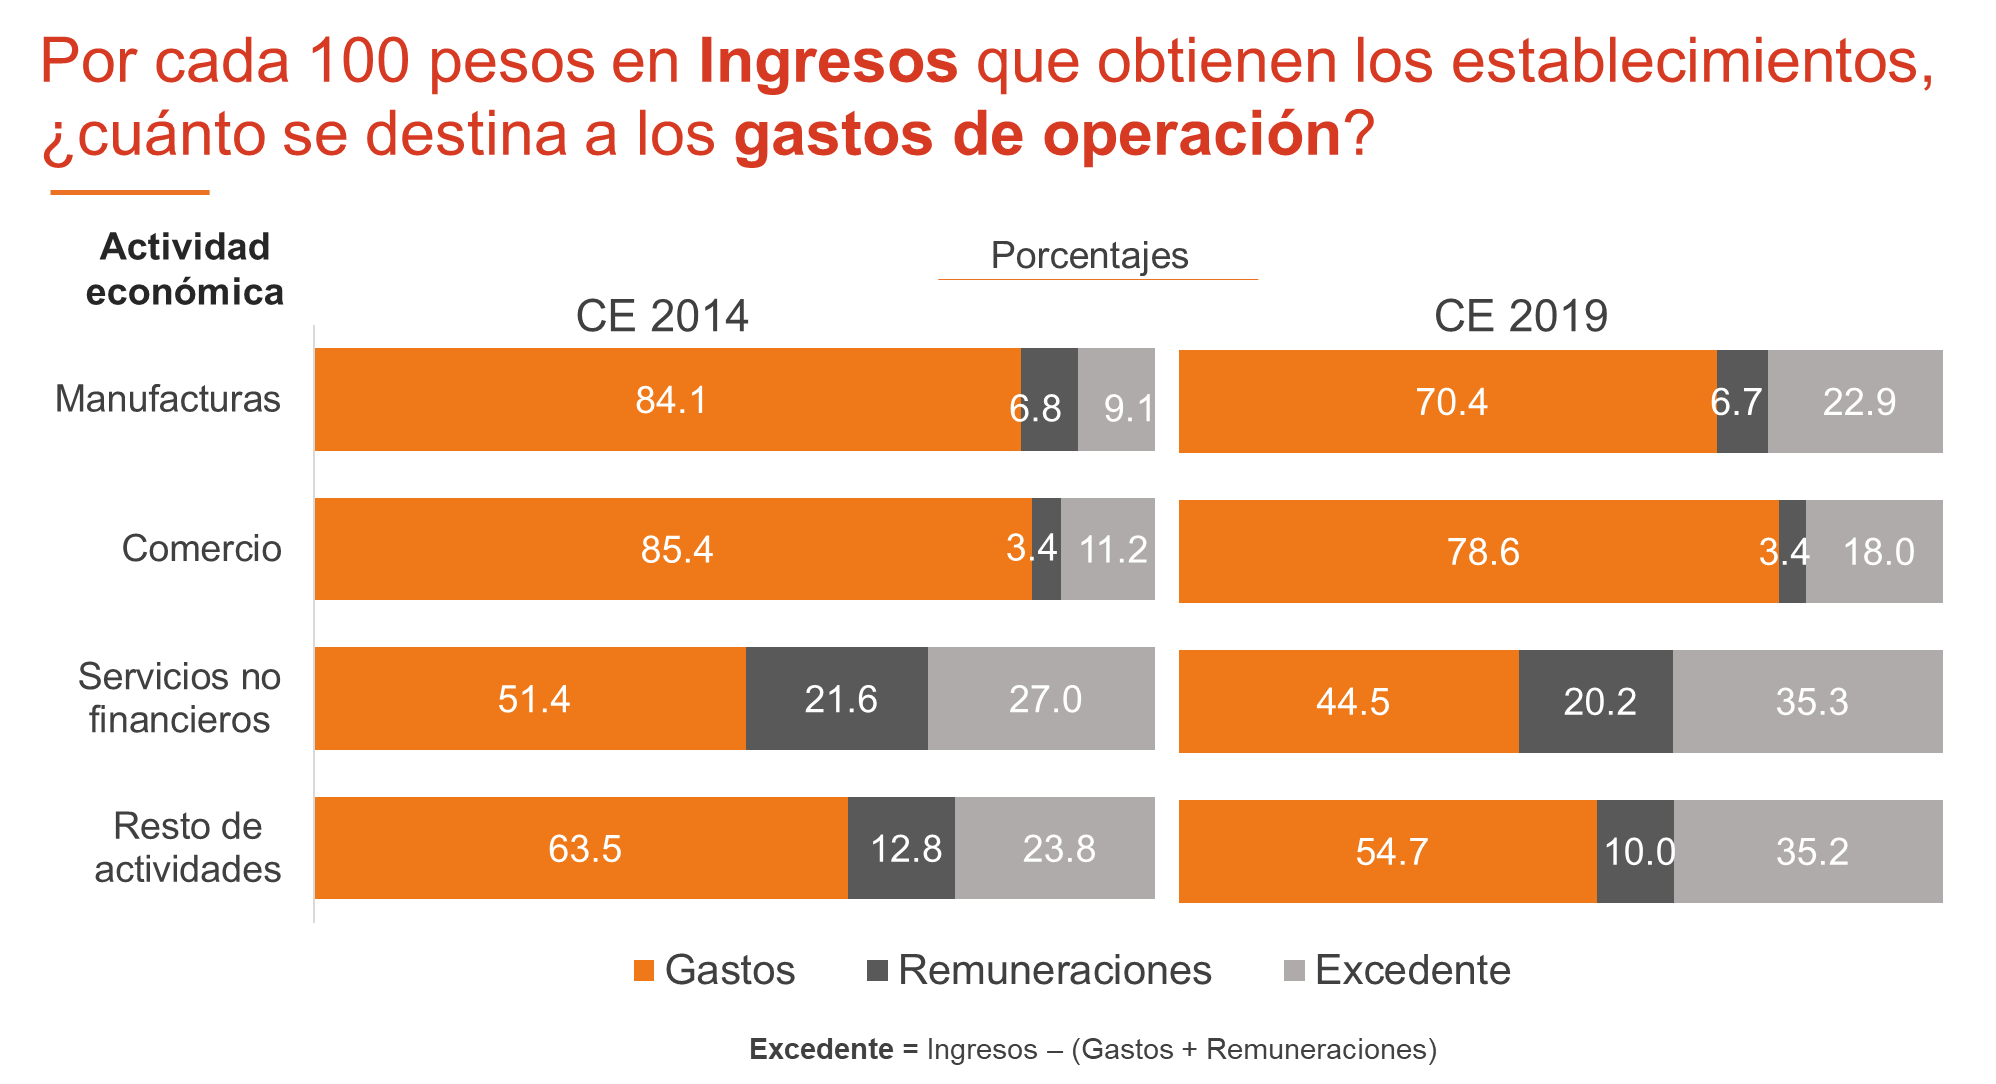 Por cada 100 pesos en Ingresos que obtienen los establecimientos,
¿cuánto se destina a los gastos de operación?
Actividad
económica
Porcentajes
CE 2014
CE 2019
Manufacturas
84.1
6.8
9.1
70.4
6.7
22.9
Comercio
85.4
3.4
11.2
78.6
3.4
18.0
Servicios no
financieros
51.4
21.6
27.0
44.5
20.2
35.3
Resto de
actividades
63.5
12.8
23.8
54.7
10.0
35.2
Gastos
Remuneraciones
Excedente
Excedente = Ingresos – (Gastos + Remuneraciones)